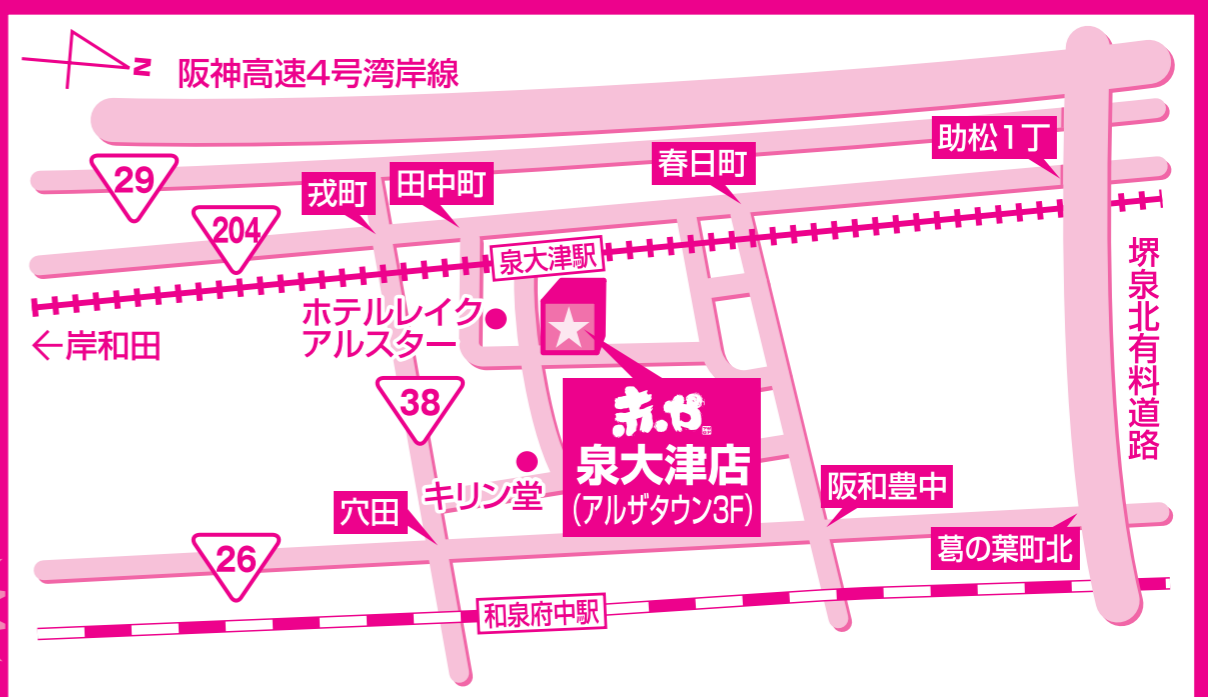 N
阪神高速4号湾岸線
助松1丁
春日町
29
戎町
田中町
204
泉大津駅
堺泉北有料道路
ホテルレイク
アルスター
←岸和田
38
赤から
泉大津店
(アルザタウン3F)
キリン堂
穴田
阪和豊中
葛の葉町北
26
和泉府中駅